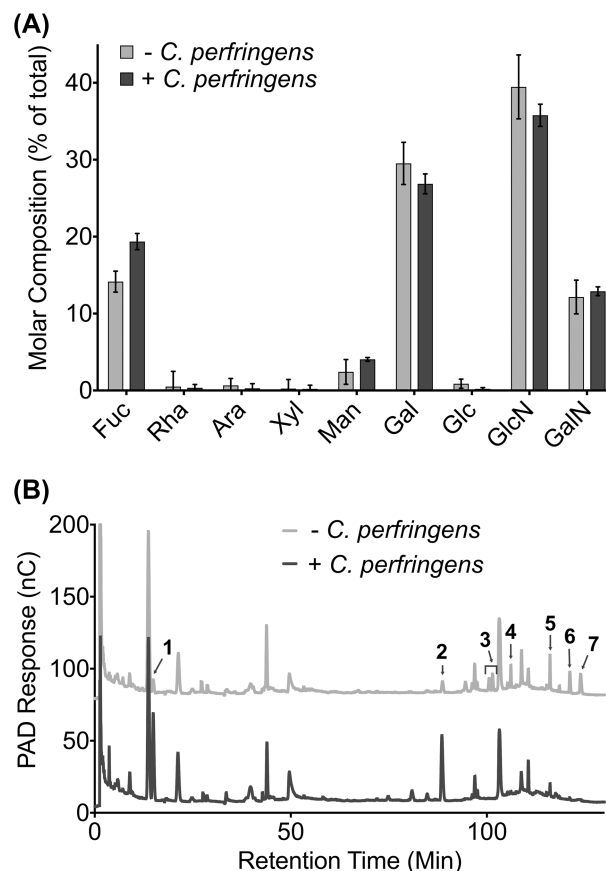 (A)
- C. perfringens
+ C. perfringens
Molar Composition (% of total)
40
30
20
10
0
Fuc Rha Ara Xyl Man Gal Glc GlcN GalN
(B)
- C. perfringens
+ C. perfringens
PAD Response (nC)
200
150
100
50
0
1 2 3 4 5 6 7
0 50 100
Retention Time (Min)